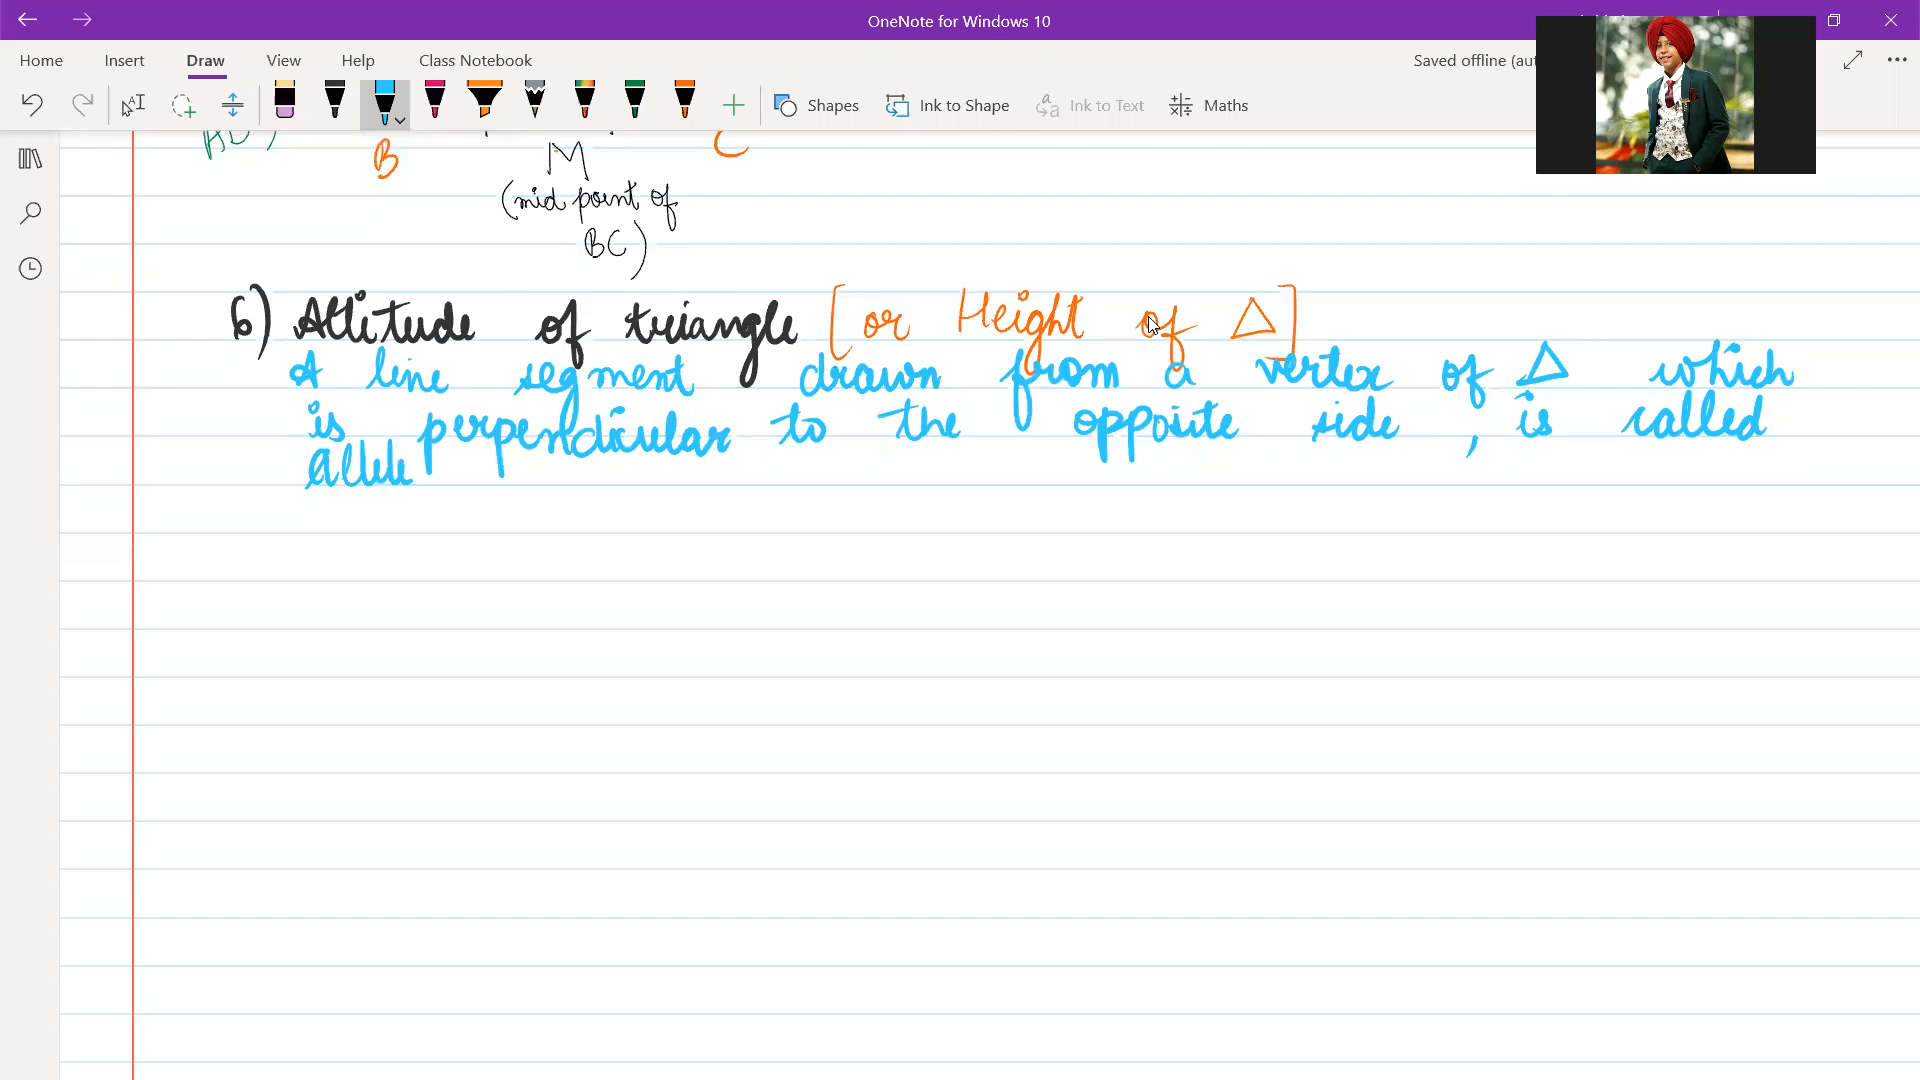 OneNote for Windows 10
Home Insert Draw View Help Class Notebook Saved offline (aut
Shapes Ink to Shape Ink to Text Maths
B C
M
(mid point of
BC)
6) Altitude of triangle [or Height of △]
A line segment drawn from a vertex of △ which
is perpendicular to the opposite side, is called